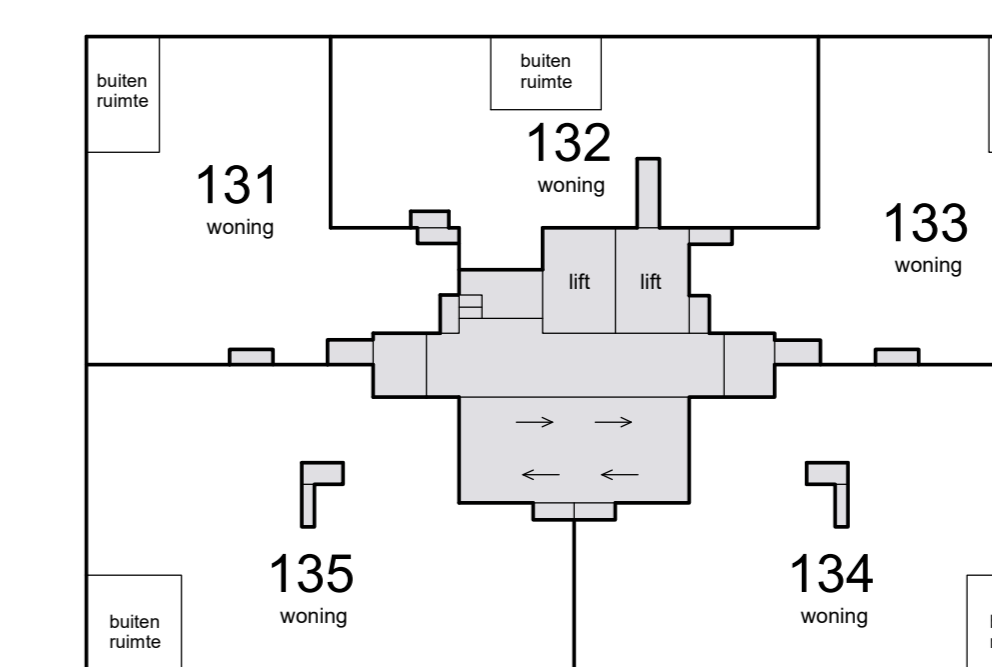 buiten
ruimte
buiten
ruimte
132
woning
131
woning
133
woning
lift
lift
135
woning
134
woning
buiten
ruimte